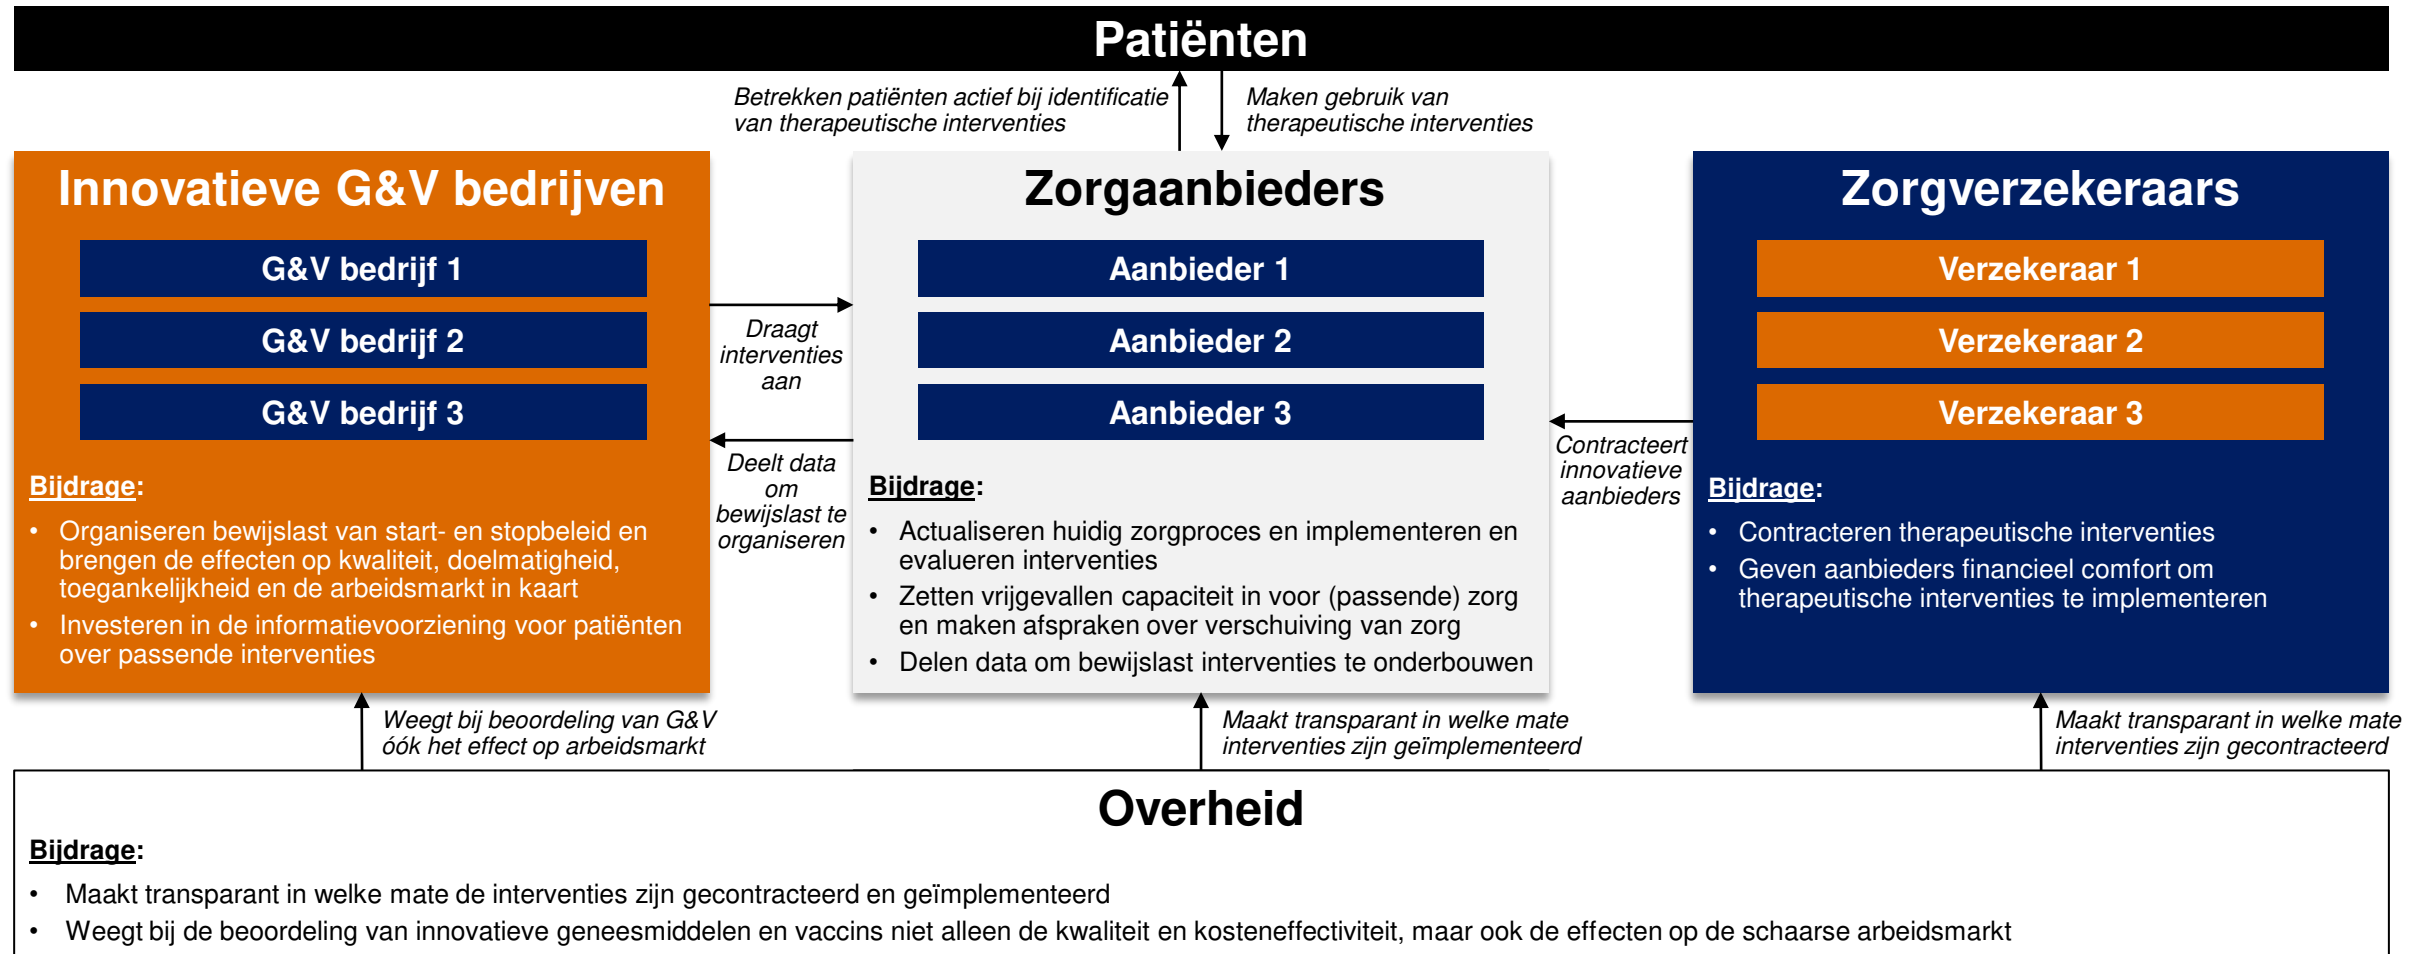 Patiënten
Betrekken patiënten actief bij identificatie
van therapeutische interventies
Maken gebruik van
therapeutische interventies
Innovatieve G&V bedrijven
G&V bedrijf 1
G&V bedrijf 2
G&V bedrijf 3
Bijdrage:
• Organiseren bewijslast van start- en stopbeleid en
brengen de effecten op kwaliteit, doelmatigheid,
toegankelijkheid en de arbeidsmarkt in kaart
• Investeren in de informatievoorziening voor patiënten
over passende interventies
Draagt
interventies
aan
Deelt data
om
bewijslast te
organiseren
Zorgaanbieders
Aanbieder 1
Aanbieder 2
Aanbieder 3
Bijdrage:
• Actualiseren huidig zorgproces en implementeren en
evalueren interventies
• Zetten vrijgevallen capaciteit in voor (passende) zorg
en maken afspraken over verschuiving van zorg
• Delen data om bewijslast interventies te onderbouwen
Contracteert
innovatieve
aanbieders
Zorgverzekeraars
Verzekeraar 1
Verzekeraar 2
Verzekeraar 3
Bijdrage:
• Contracteren therapeutische interventies
• Geven aanbieders financieel comfort om
therapeutische interventies te implementeren
Weegt bij beoordeling van G&V
óók het effect op arbeidsmarkt
Maakt transparant in welke mate
interventies zijn geïmplementeerd
Maakt transparant in welke mate
interventies zijn gecontracteerd
Overheid
Bijdrage:
• Maakt transparant in welke mate de interventies zijn gecontracteerd en geïmplementeerd
• Weegt bij de beoordeling van innovatieve geneesmiddelen en vaccins niet alleen de kwaliteit en kosteneffectiviteit, maar ook de effecten op de schaarse arbeidsmarkt